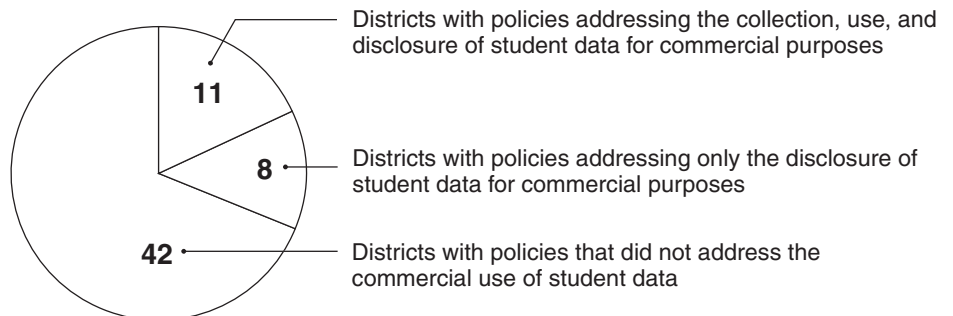 Districts with policies addressing the collection, use, and
disclosure of student data for commercial purposes
11
Districts with policies addressing only the disclosure of
student data for commercial purposes
8
Districts with policies that did not address the
commercial use of student data
42